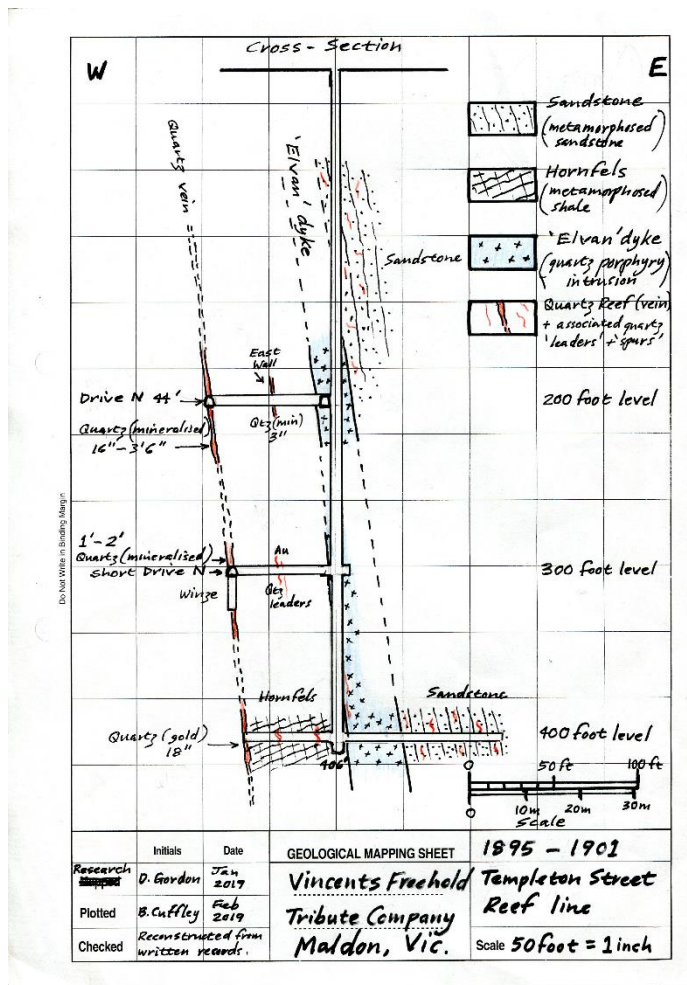 Cross-Section
W
E
Sandstone
(metamorphosed
sandstone)
Hornfels
(metamorphosed
shale)
'Elvan' dyke
(quartz porphyry
intrusion)
Quartz Reef (vein)
+ associated quartz
'leaders' + 'spurs'
Quartz vein
'Elvan' dyke
Sandstone
East
Wall
Drive N 44'
Qtz (min)
3"
200 foot level
Quartz (mineralised)
16" - 3'6"
1' - 2'
Quartz (mineralised)
short Drive N
Winze
Au
Qtz
leaders
300 foot level
Hornfels
Sandstone
Quartz (gold)
18"
400 foot level
406'
0 50 ft 100 ft
0 10m 20m 30m
Scale
Do Not Write in Binding Margin
Initials Date
Research D. Gordon Jan 2017
Plotted B. Cuffley Feb 2019
Checked Reconstructed from
written records.
GEOLOGICAL MAPPING SHEET
Vincents Freehold
Tribute Company
Maldon, Vic.
1895 - 1901
Templeton Street
Reef line
Scale 50 foot = 1 inch